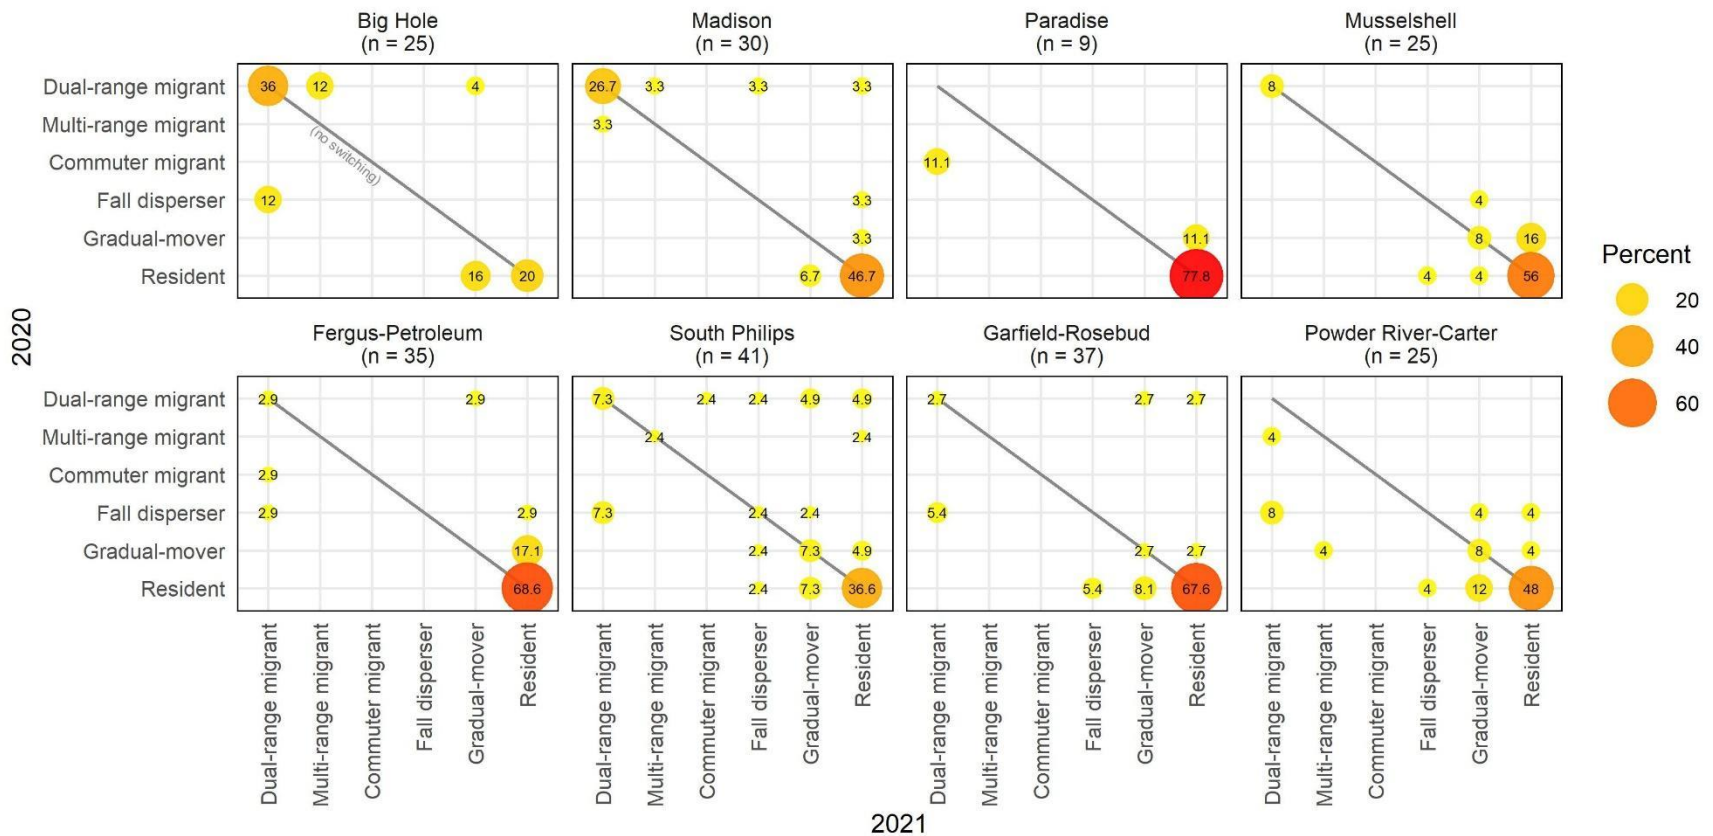 Big Hole
(n = 25)
Madison
(n = 30)
Paradise
(n = 9)
Musselshell
(n = 25)
Dual-range migrant
36
12
4
26.7
3.3
3.3
3.3
8
Multi-range migrant
(no switching)
3.3
Commuter migrant
11.1
Fall disperser
12
3.3
4
Gradual-mover
3.3
11.1
8
16
Resident
16
20
6.7
46.7
77.8
4
4
56
Percent
20
40
60
2020
Fergus-Petroleum
(n = 35)
South Philips
(n = 41)
Garfield-Rosebud
(n = 37)
Powder River-Carter
(n = 25)
Dual-range migrant
2.9
2.9
7.3
2.4
2.4
4.9
4.9
2.7
2.7
2.7
Multi-range migrant
2.4
2.4
4
Commuter migrant
2.9
Fall disperser
2.9
2.9
7.3
2.4
2.4
5.4
8
4
4
Gradual-mover
17.1
2.4
7.3
4.9
2.7
2.7
4
8
4
Resident
68.6
2.4
7.3
36.6
5.4
8.1
67.6
4
12
48
Dual-range migrant
Multi-range migrant
Commuter migrant
Fall disperser
Gradual-mover
Resident
Dual-range migrant
Multi-range migrant
Commuter migrant
Fall disperser
Gradual-mover
Resident
Dual-range migrant
Multi-range migrant
Commuter migrant
Fall disperser
Gradual-mover
Resident
Dual-range migrant
Multi-range migrant
Commuter migrant
Fall disperser
Gradual-mover
Resident
2021